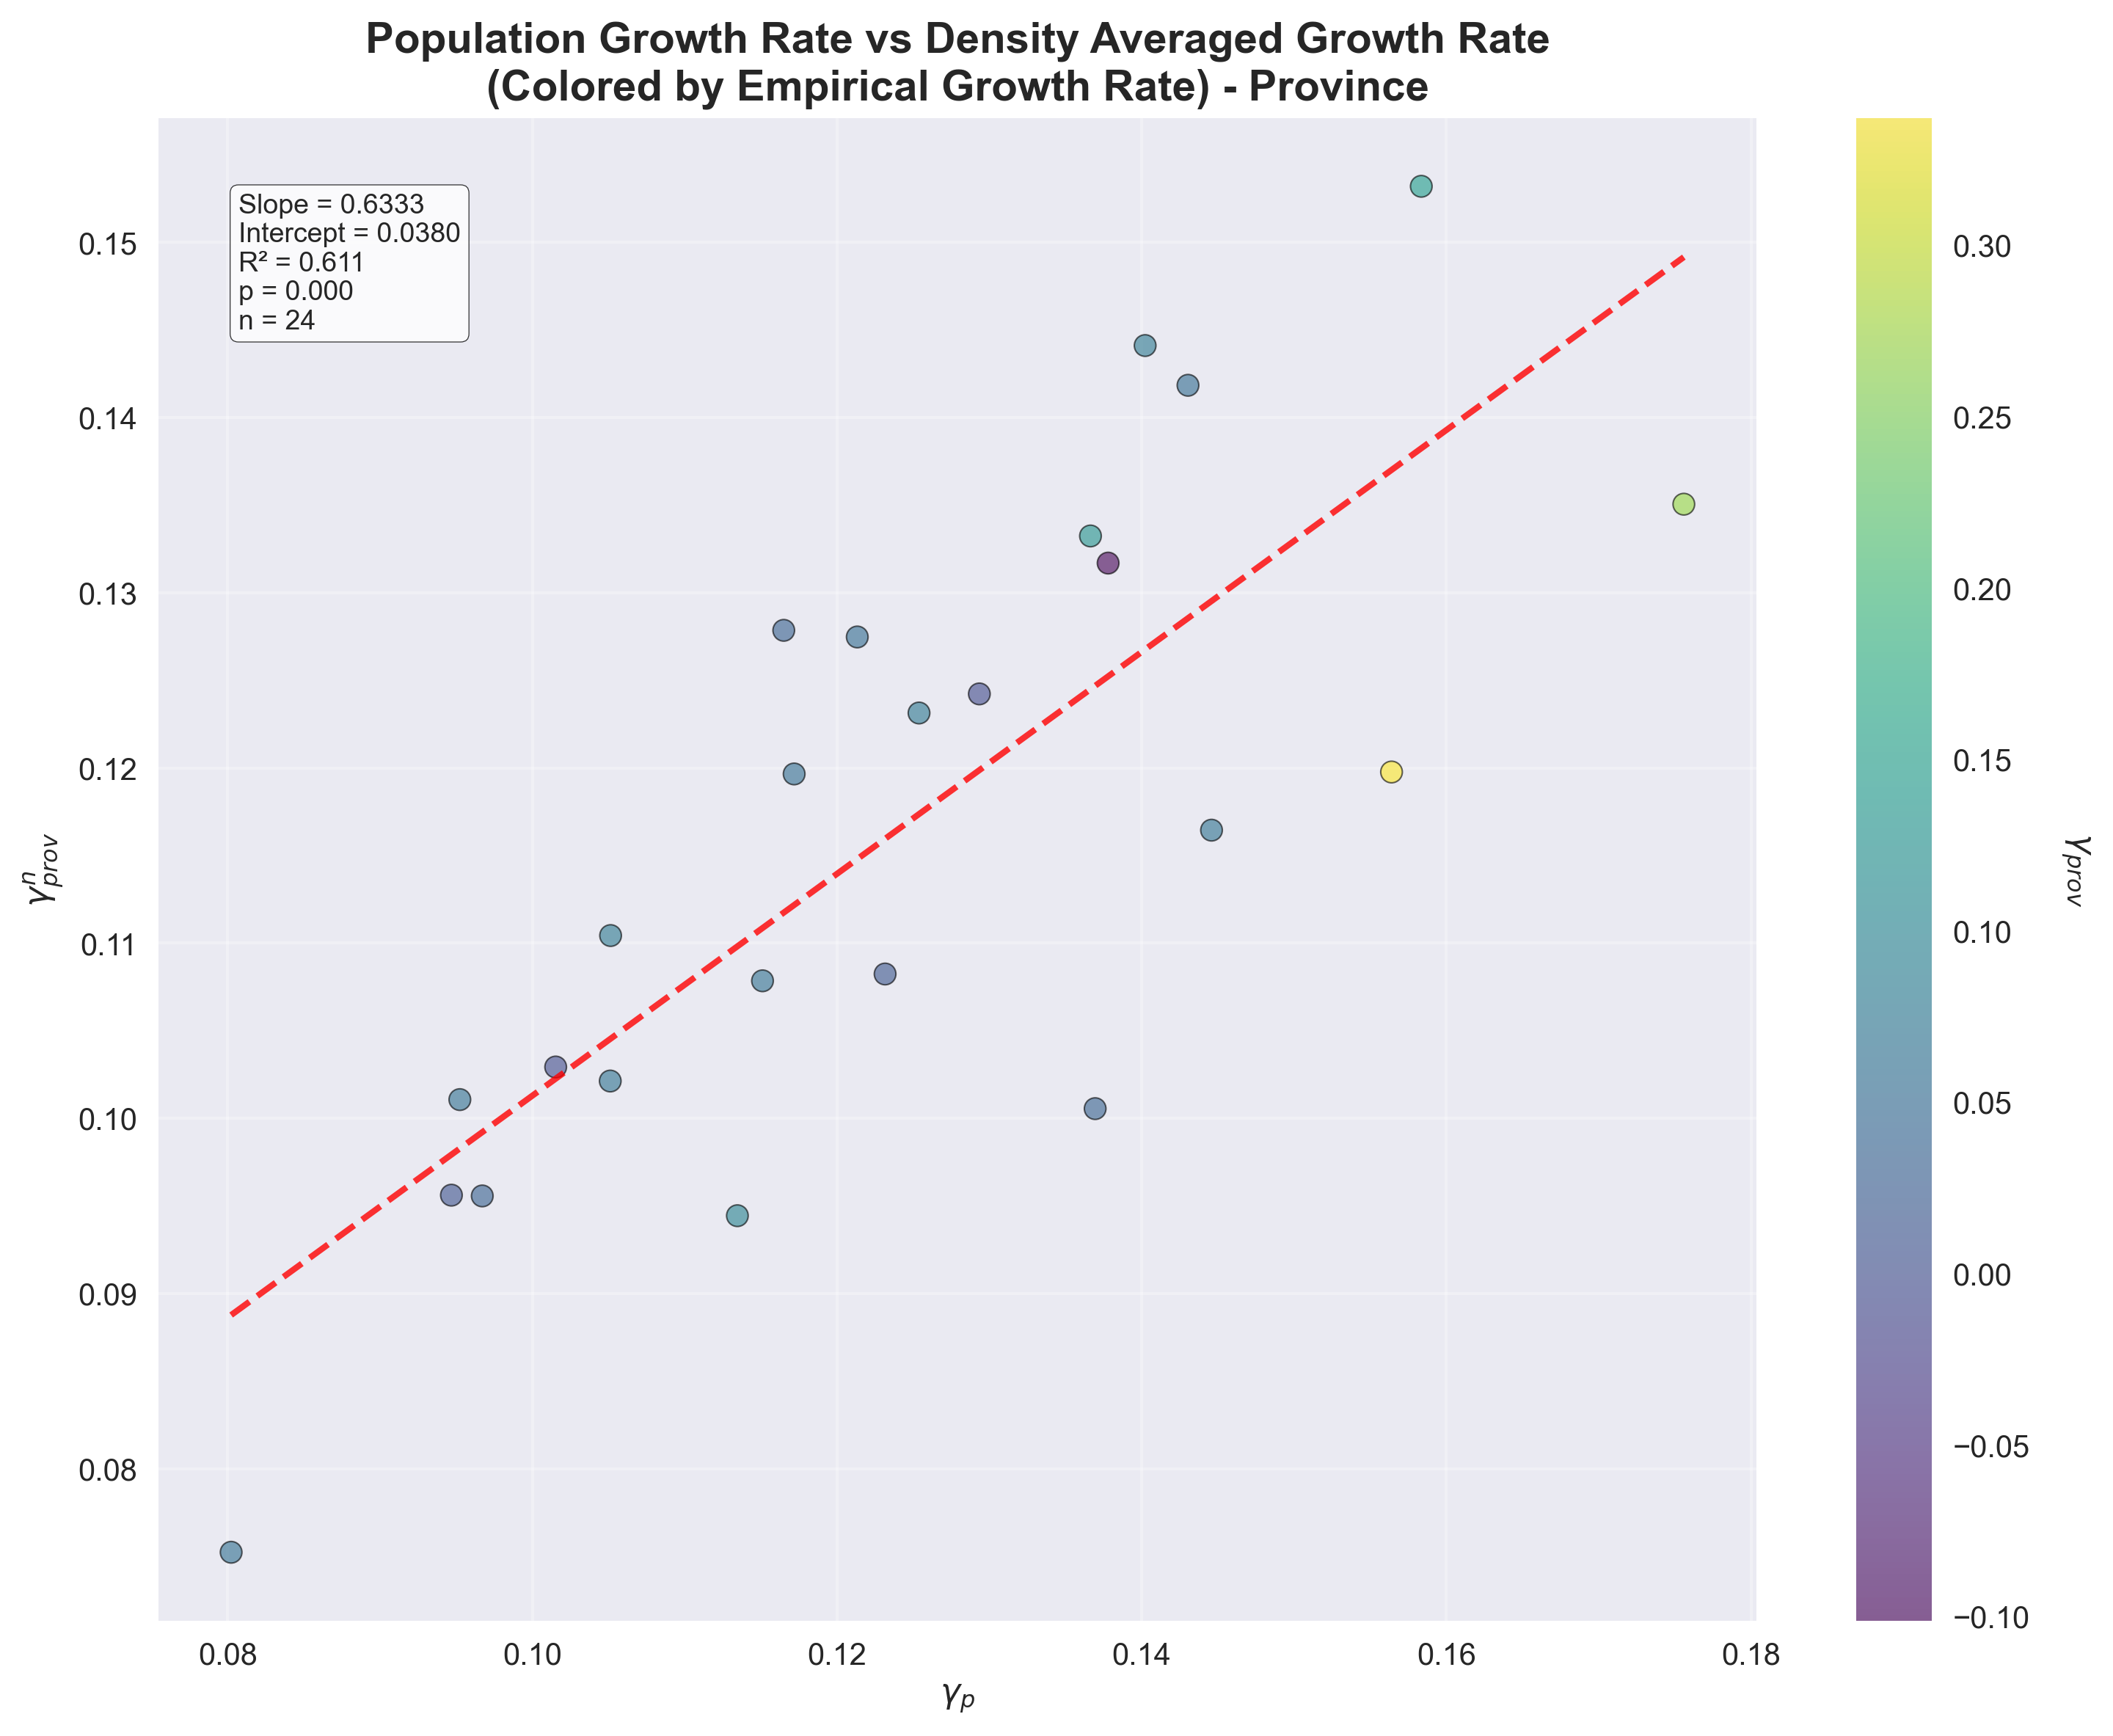 Population Growth Rate vs Density Averaged Growth Rate
(Colored by Empirical Growth Rate) - Province
Slope = 0.6333
Intercept = 0.0380
R² = 0.611
p = 0.000
n = 24
0.15
0.14
0.13
0.12
0.11
0.10
0.09
0.08
γⁿ_prov
0.08 0.10 0.12 0.14 0.16 0.18
γ_p
0.30
0.25
0.20
0.15
0.10
0.05
0.00
−0.05
−0.10
γ_prov